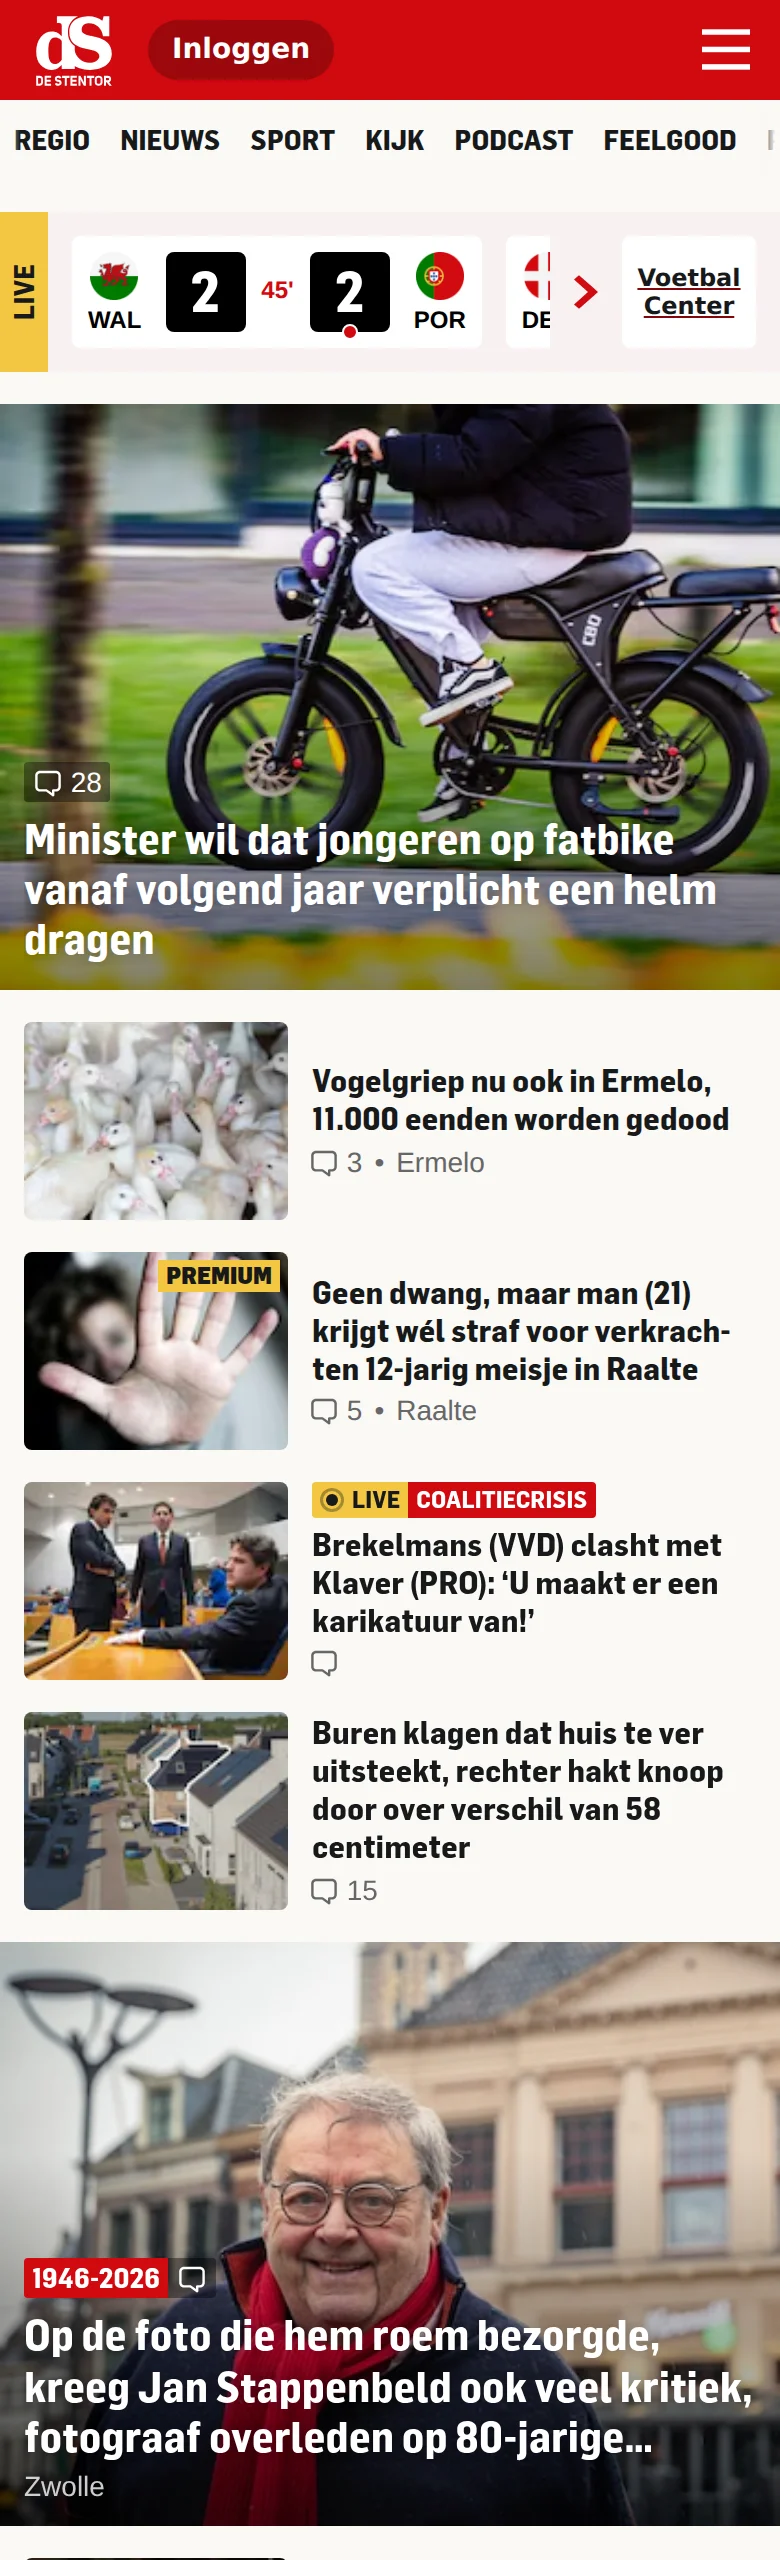 dS
DE STENTOR
Inloggen
REGIO NIEUWS SPORT KIJK PODCAST FEELGOOD
LIVE
WAL 2 45' 2 POR
DE
Voetbal
Center
CBO
28
Minister wil dat jongeren op fatbike
vanaf volgend jaar verplicht een helm
dragen
Vogelgriep nu ook in Ermelo,
11.000 eenden worden gedood
3 • Ermelo
PREMIUM
Geen dwang, maar man (21)
krijgt wél straf voor verkrach-
ten 12-jarig meisje in Raalte
5 • Raalte
LIVE COALITIECRISIS
Brekelmans (VVD) clasht met
Klaver (PRO): ‘U maakt er een
karikatuur van!’
Buren klagen dat huis te ver
uitsteekt, rechter hakt knoop
door over verschil van 58
centimeter
15
1946-2026
Op de foto die hem roem bezorgde,
kreeg Jan Stappenbeld ook veel kritiek,
fotograaf overleden op 80-jarige...
Zwolle